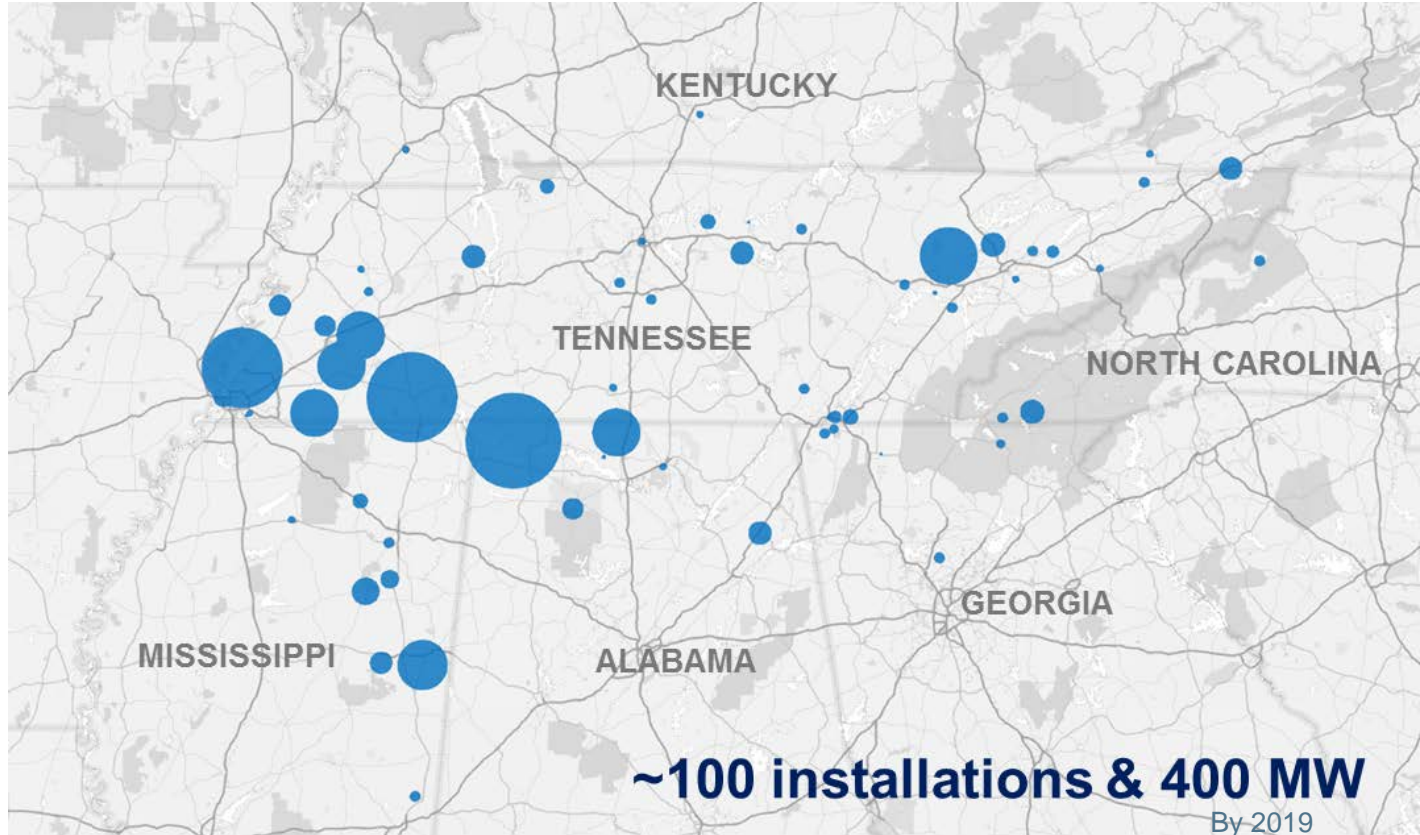 KENTUCKY
TENNESSEE
NORTH CAROLINA
GEORGIA
MISSISSIPPI
ALABAMA
~100 installations & 400 MW
By 2019